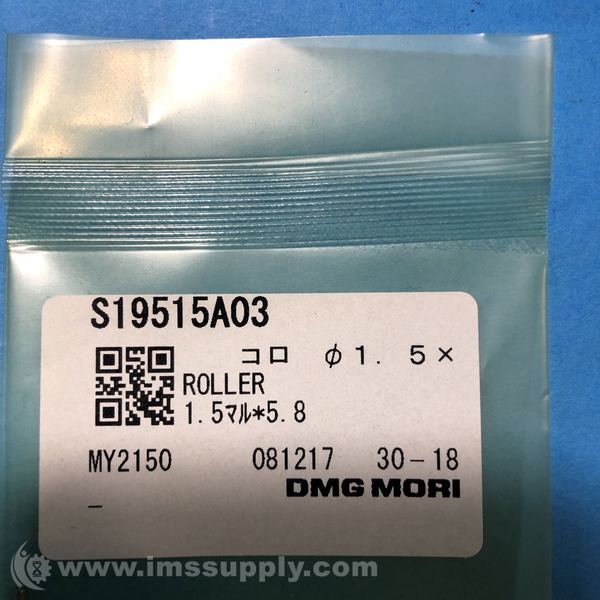 S19515A03
コロ φ1.5×
ROLLER
1.5ﾏﾙ*5.8
MY2150 081217 30-18
DMG MORI
-
www.imssupply.com